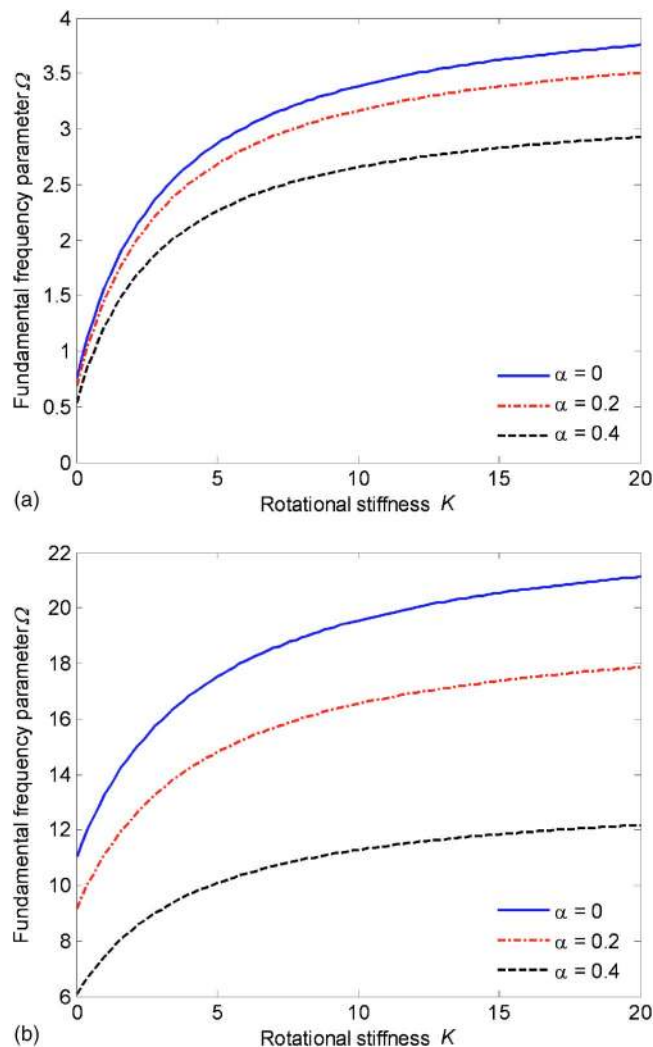 4
3.5
3
2.5
2
1.5
1
0.5
0
Fundamental frequency parameter Ω
α = 0
α = 0.2
α = 0.4
0 5 10 15 20
(a) Rotational stiffness K
22
20
18
16
14
12
10
8
6
Fundamental frequency parameter Ω
α = 0
α = 0.2
α = 0.4
0 5 10 15 20
(b) Rotational stiffness K